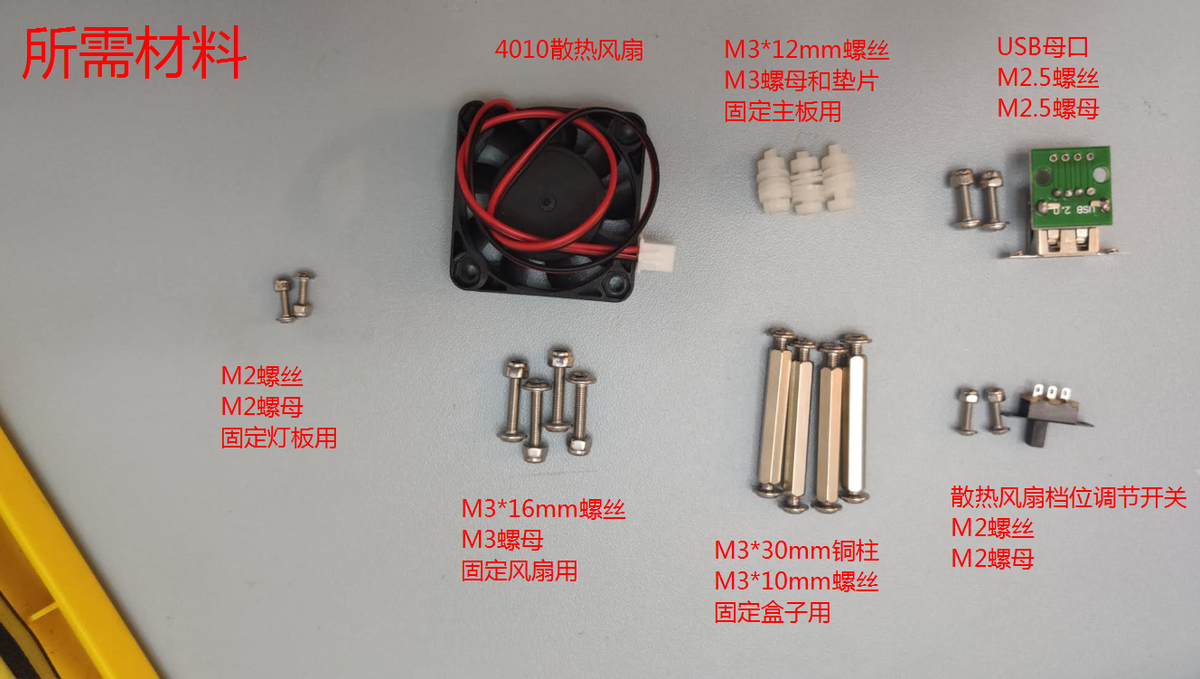 所需材料
4010散热风扇
M3*12mm螺丝
M3螺母和垫片
固定主板用
USB母口
M2.5螺丝
M2.5螺母
USB 2.0
M2螺丝
M2螺母
固定灯板用
M3*16mm螺丝
M3螺母
固定风扇用
M3*30mm铜柱
M3*10mm螺丝
固定盒子用
散热风扇档位调节开关
M2螺丝
M2螺母